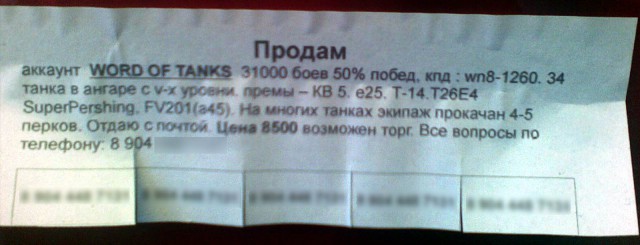 Продам
аккаунт WORD OF TANKS 31000 боев 50% побед, кпд : wn8-1260. 34
танка в ангаре с v-x уровни. премы – КВ 5, е25, Т-14.Т26Е4
SuperPershing, FV201(a45). На многих танках экипаж прокачан 4-5
перков. Отдаю с почтой. Цена 8500 возможен торг. Все вопросы по
телефону: 8 904